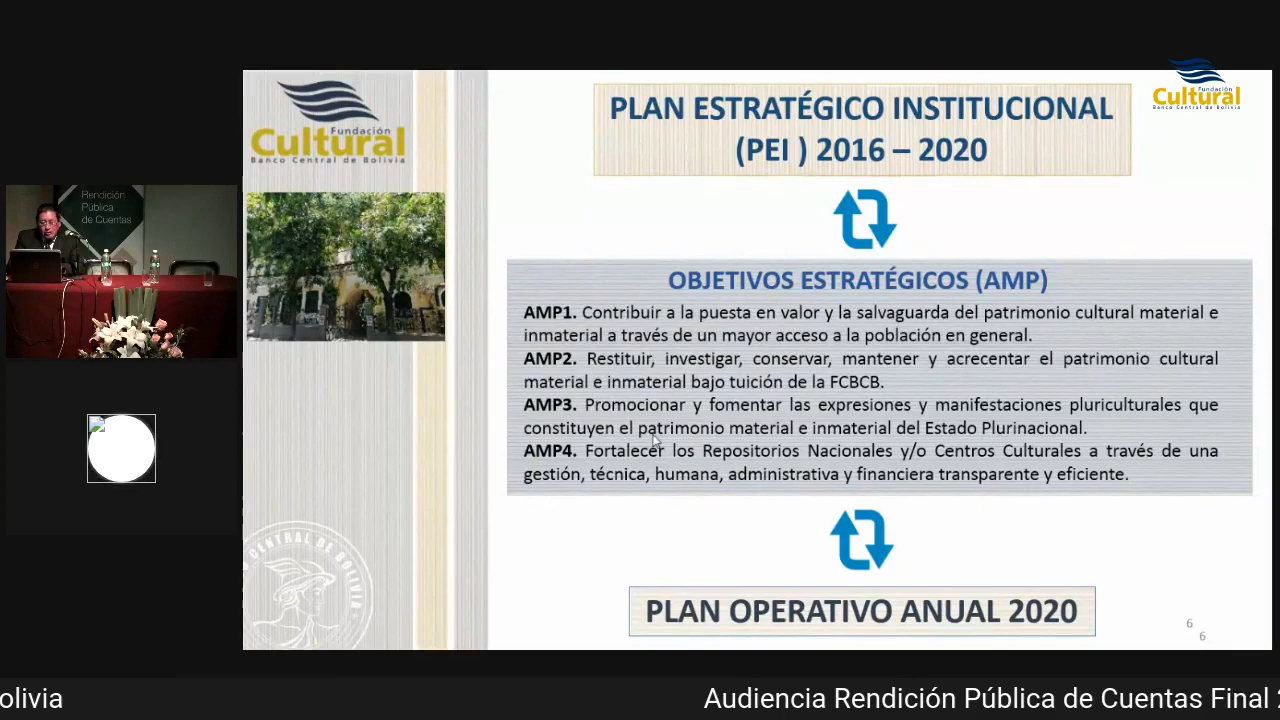 Fundación
Cultural
Banco Central de Bolivia
Rendición
Pública
de Cuentas
CENTRAL DE BOLIVIA
PLAN ESTRATÉGICO INSTITUCIONAL
(PEI ) 2016 – 2020
Fundación
Cultural
Banco Central de Bolivia
OBJETIVOS ESTRATÉGICOS (AMP)
AMP1. Contribuir a la puesta en valor y la salvaguarda del patrimonio cultural material e
inmaterial a través de un mayor acceso a la población en general.
AMP2. Restituir, investigar, conservar, mantener y acrecentar el patrimonio cultural
material e inmaterial bajo tuición de la FCBCB.
AMP3. Promocionar y fomentar las expresiones y manifestaciones pluriculturales que
constituyen el patrimonio material e inmaterial del Estado Plurinacional.
AMP4. Fortalecer los Repositorios Nacionales y/o Centros Culturales a través de una
gestión, técnica, humana, administrativa y financiera transparente y eficiente.
PLAN OPERATIVO ANUAL 2020
6
6
olivia
Audiencia Rendición Pública de Cuentas Final